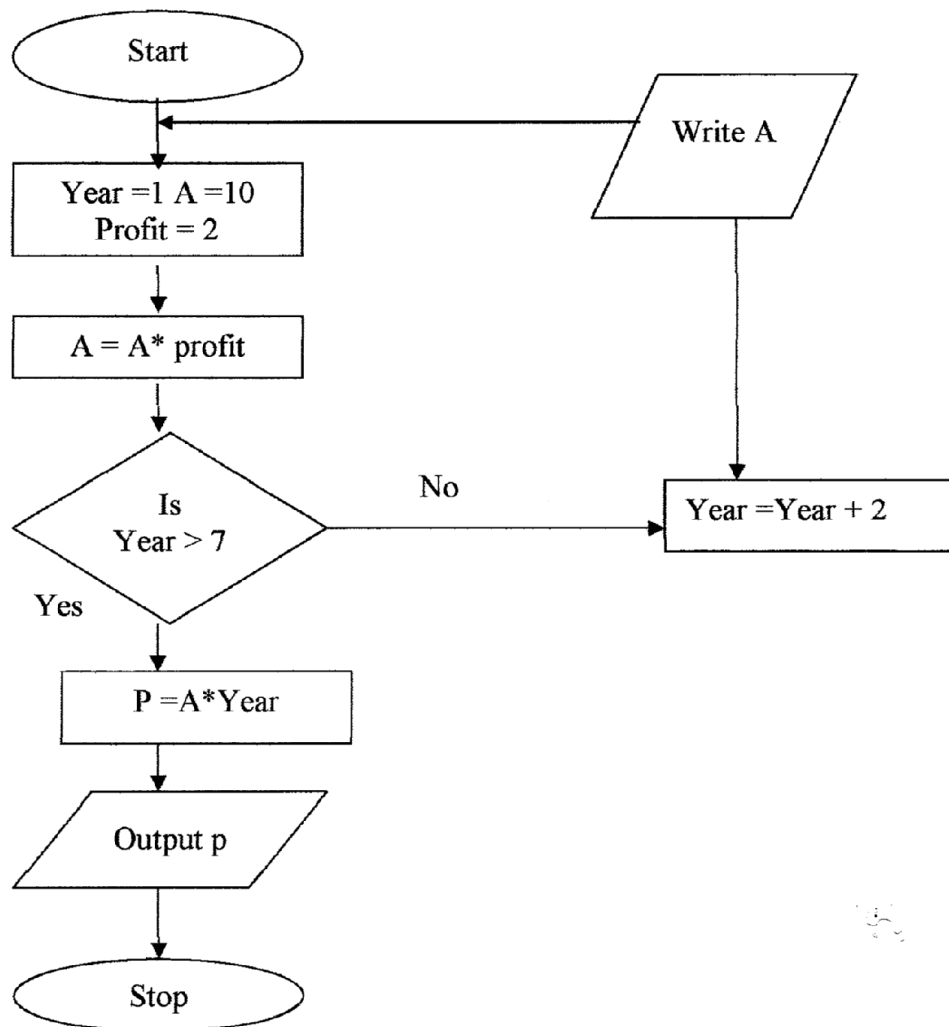 Start
Write A
Year =1 A =10
Profit = 2
A = A* profit
Is
Year > 7
No
Year =Year + 2
Yes
P =A*Year
Output p
Stop